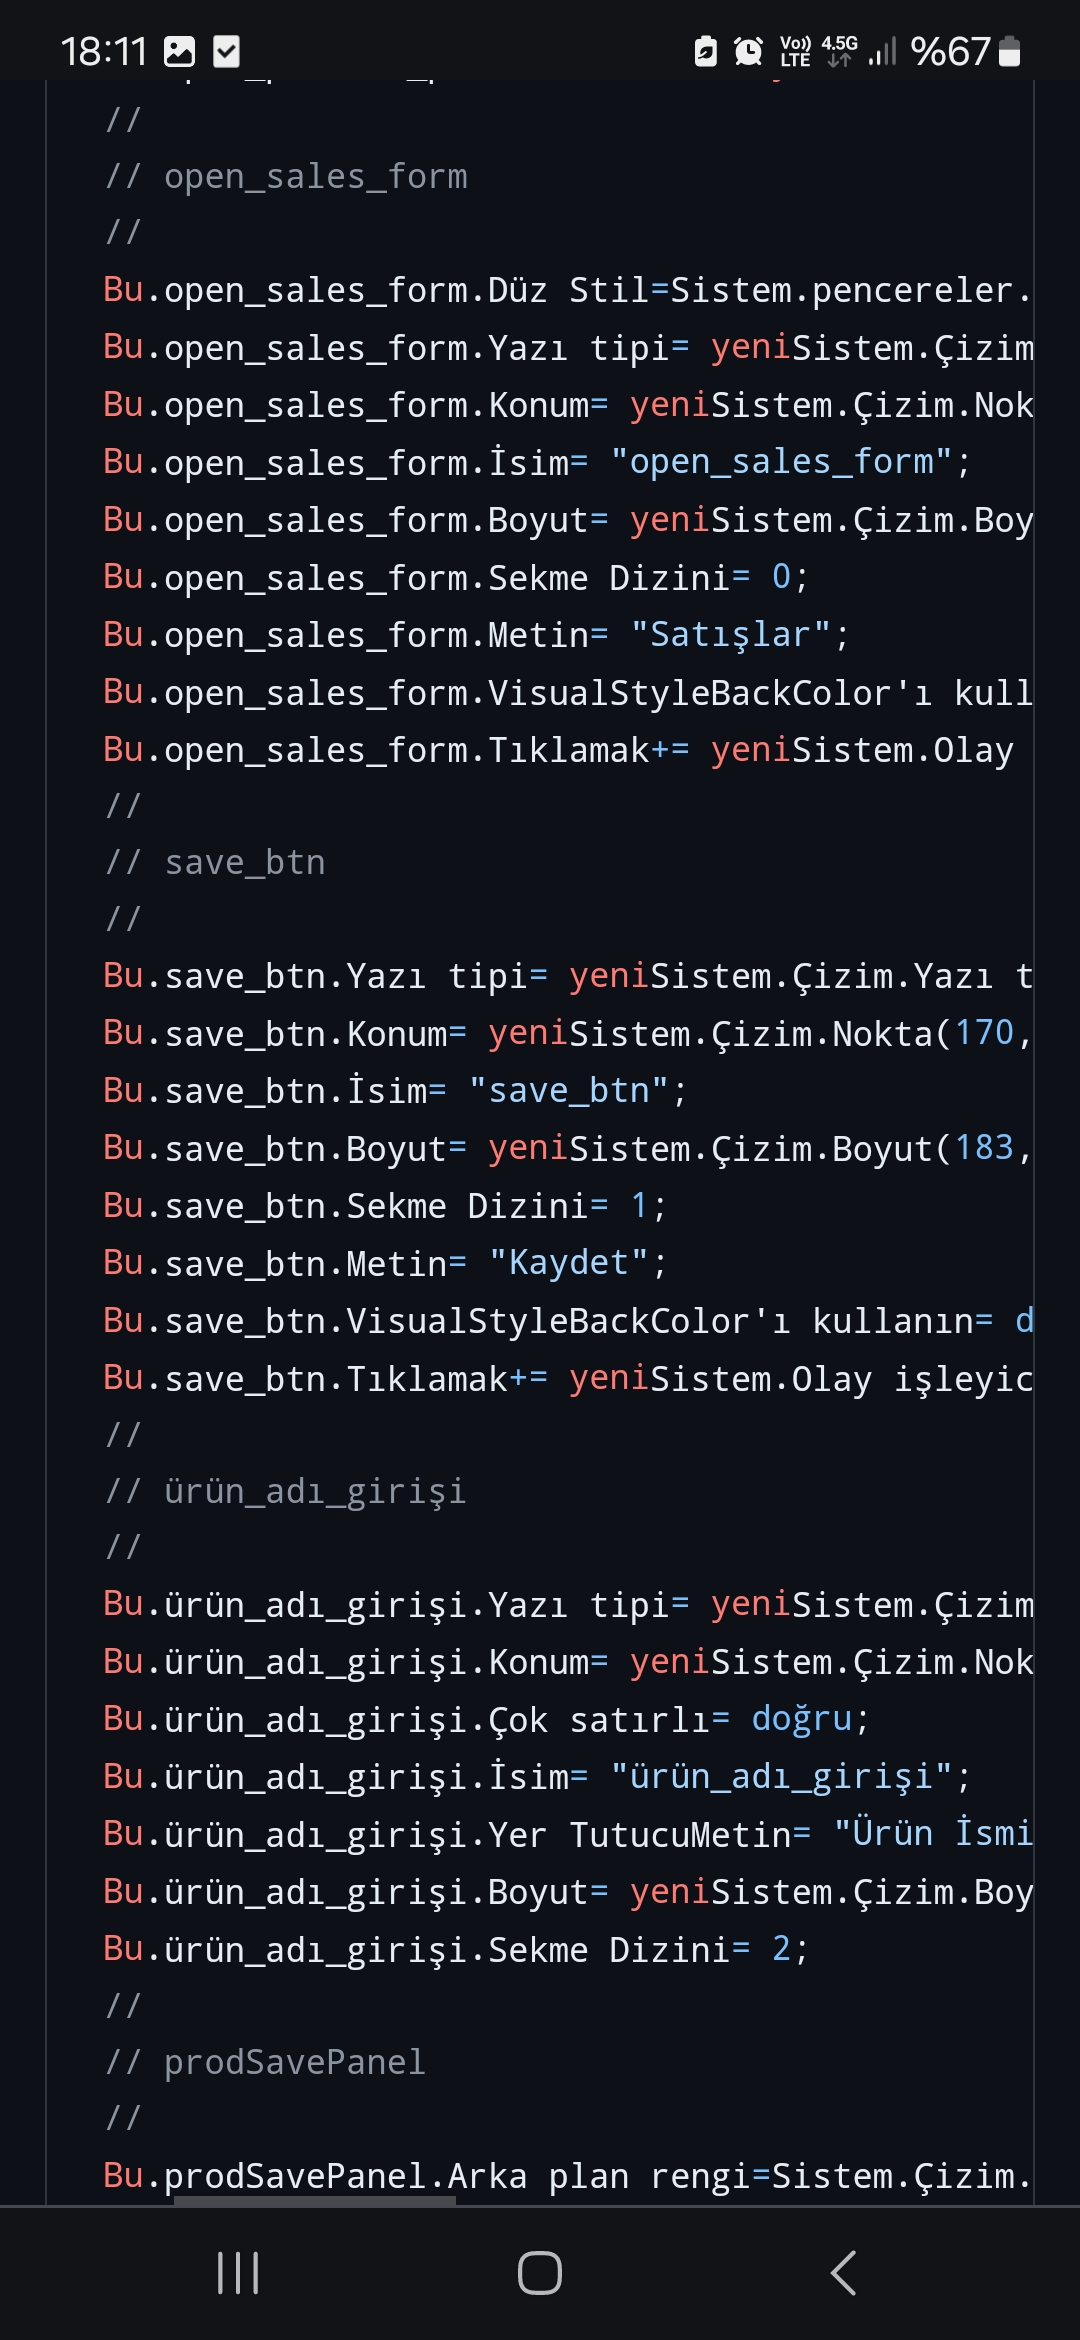 18:11 Vo)) LTE 4.5G %67
//
// open_sales_form
//
Bu.open_sales_form.Düz Stil=Sistem.pencereler.
Bu.open_sales_form.Yazı tipi= yeniSistem.Çizim
Bu.open_sales_form.Konum= yeniSistem.Çizim.Nok
Bu.open_sales_form.İsim= "open_sales_form";
Bu.open_sales_form.Boyut= yeniSistem.Çizim.Boy
Bu.open_sales_form.Sekme Dizini= 0;
Bu.open_sales_form.Metin= "Satışlar";
Bu.open_sales_form.VisualStyleBackColor'ı kull
Bu.open_sales_form.Tıklamak+= yeniSistem.Olay
//
// save_btn
//
Bu.save_btn.Yazı tipi= yeniSistem.Çizim.Yazı t
Bu.save_btn.Konum= yeniSistem.Çizim.Nokta(170,
Bu.save_btn.İsim= "save_btn";
Bu.save_btn.Boyut= yeniSistem.Çizim.Boyut(183,
Bu.save_btn.Sekme Dizini= 1;
Bu.save_btn.Metin= "Kaydet";
Bu.save_btn.VisualStyleBackColor'ı kullanın= d
Bu.save_btn.Tıklamak+= yeniSistem.Olay işleyic
//
// ürün_adı_girişi
//
Bu.ürün_adı_girişi.Yazı tipi= yeniSistem.Çizim
Bu.ürün_adı_girişi.Konum= yeniSistem.Çizim.Nok
Bu.ürün_adı_girişi.Çok satırlı= doğru;
Bu.ürün_adı_girişi.İsim= "ürün_adı_girişi";
Bu.ürün_adı_girişi.Yer TutucuMetin= "Ürün İsmi
Bu.ürün_adı_girişi.Boyut= yeniSistem.Çizim.Boy
Bu.ürün_adı_girişi.Sekme Dizini= 2;
//
// prodSavePanel
//
Bu.prodSavePanel.Arka plan rengi=Sistem.Çizim.